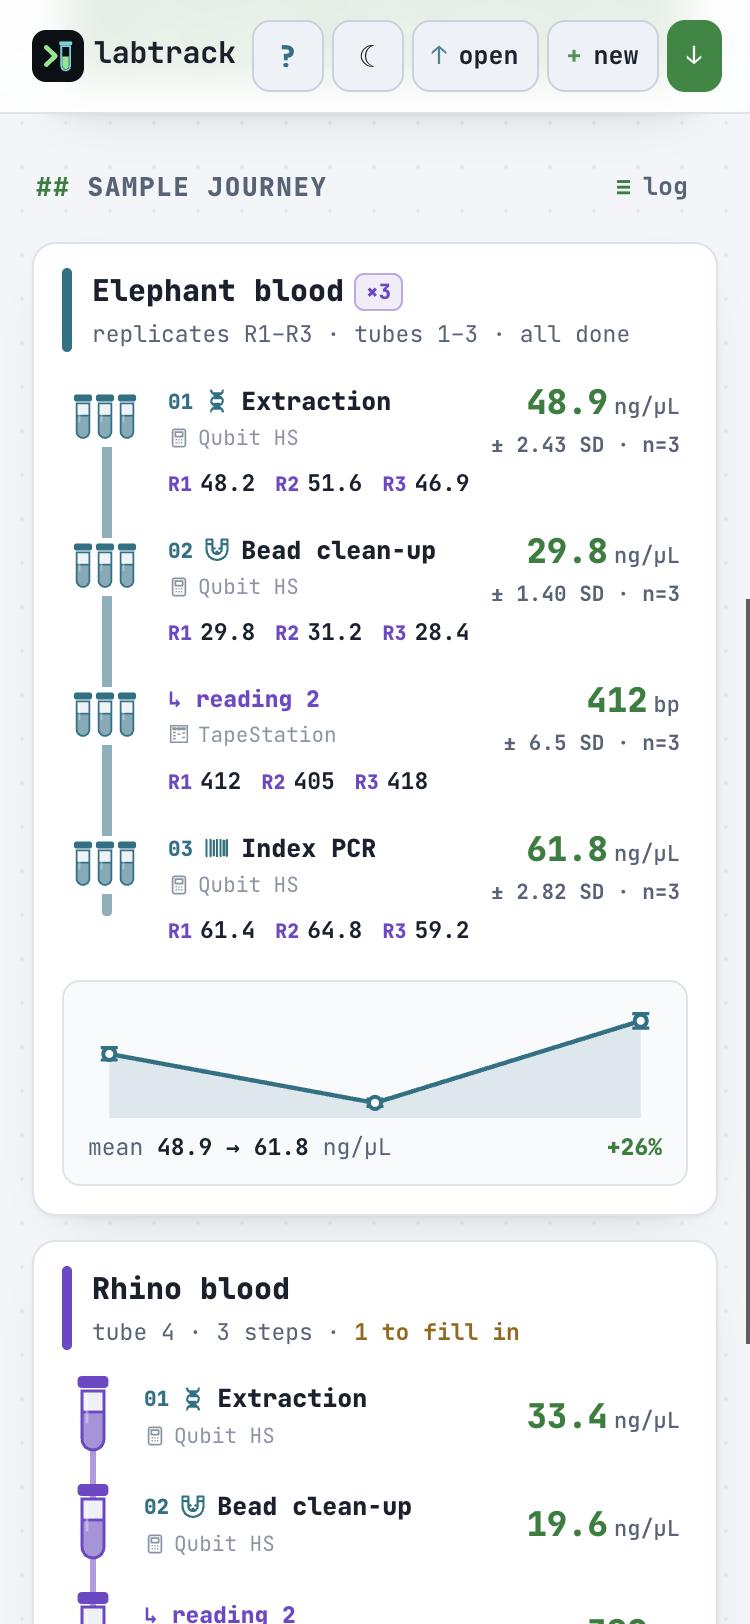 labtrack ? ☾ ↑ open + new ↓
## SAMPLE JOURNEY ≡ log
Elephant blood ×3
replicates R1–R3 · tubes 1–3 · all done
01 Extraction 48.9 ng/µL
Qubit HS ± 2.43 SD · n=3
R1 48.2 R2 51.6 R3 46.9
02 Bead clean-up 29.8 ng/µL
Qubit HS ± 1.40 SD · n=3
R1 29.8 R2 31.2 R3 28.4
↳ reading 2 412 bp
TapeStation ± 6.5 SD · n=3
R1 412 R2 405 R3 418
03 Index PCR 61.8 ng/µL
Qubit HS ± 2.82 SD · n=3
R1 61.4 R2 64.8 R3 59.2
mean 48.9 → 61.8 ng/µL +26%
Rhino blood
tube 4 · 3 steps · 1 to fill in
01 Extraction 33.4 ng/µL
Qubit HS
02 Bead clean-up 19.6 ng/µL
Qubit HS
↳ reading 2